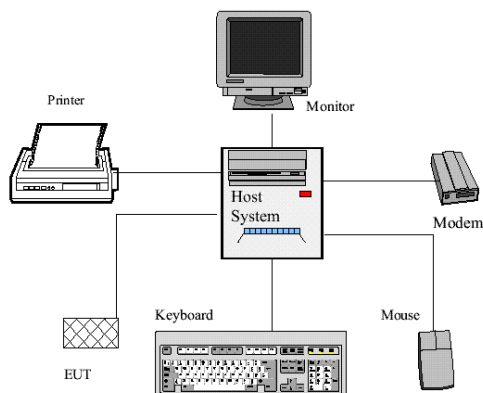 Printer
Monitor
Host
System
Modem
Keyboard
Mouse
EUT